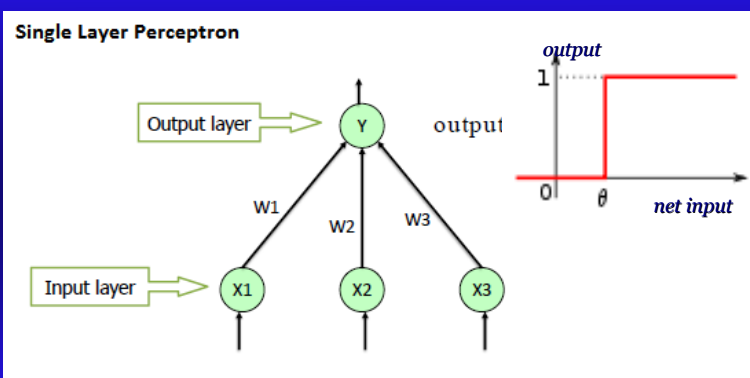 Single Layer Perceptron
output
1
Output layer
Y
output
W1
W2
W3
0
θ
net input
Input layer
X1
X2
X3